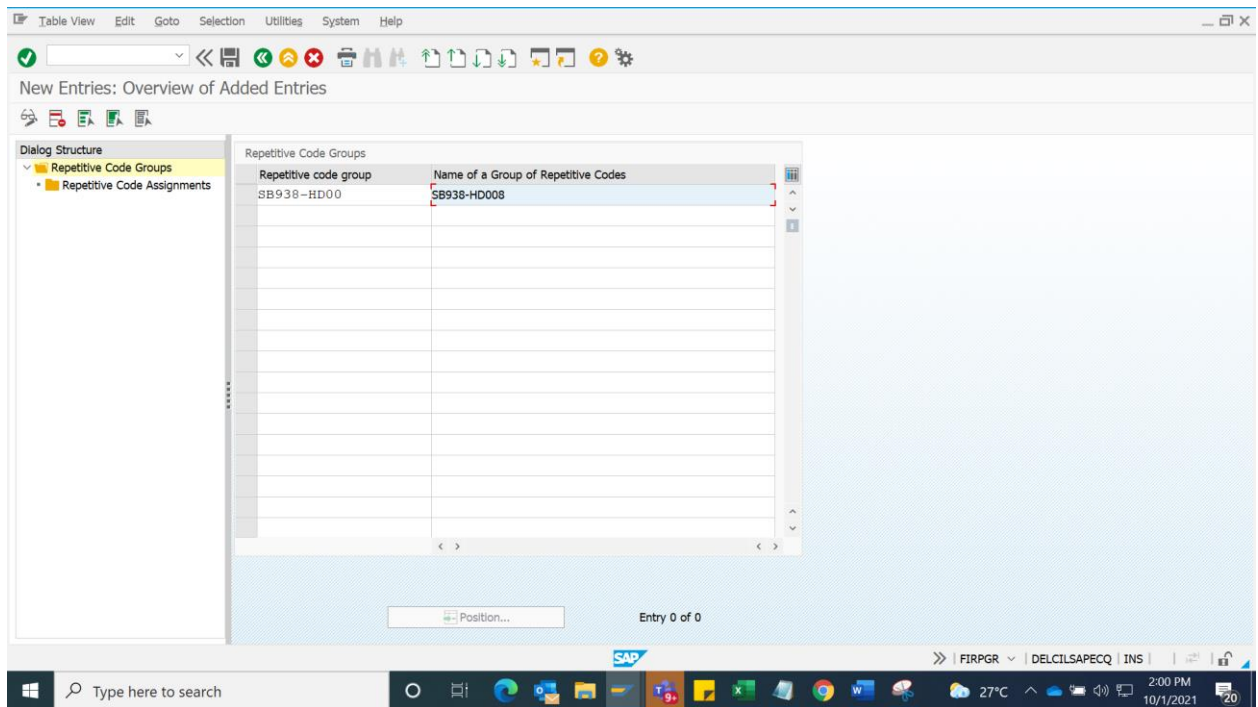 Table View Edit Goto Selection Utilities System Help
New Entries: Overview of Added Entries
Dialog Structure
Repetitive Code Groups
Repetitive Code Assignments
Repetitive Code Groups
Repetitive code group Name of a Group of Repetitive Codes
SB938-HD00 SB938-HD008
Position... Entry 0 of 0
SAP FIRPGR DELCILSAPECQ INS
Type here to search 27°C 2:00 PM
10/1/2021
20